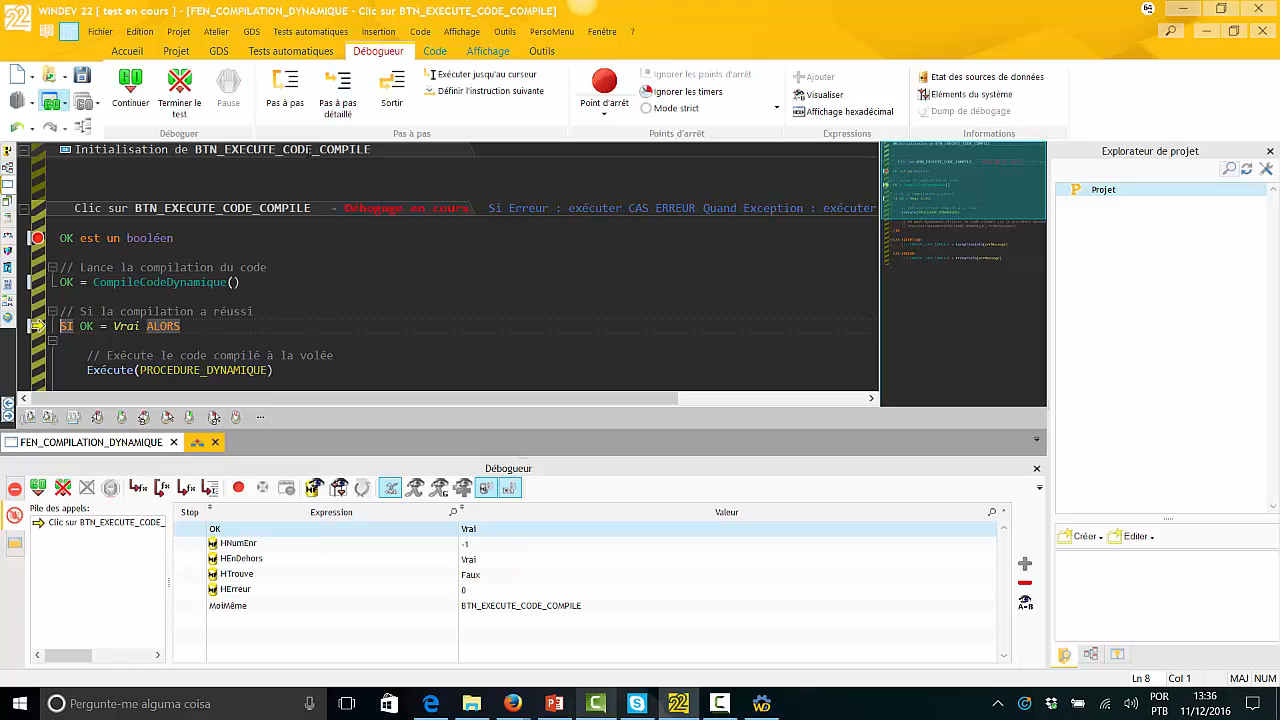 WINDEV 22 [ test en cours ] - [FEN_COMPILATION_DYNAMIQUE - Clic sur BTN_EXECUTE_CODE_COMPILE]
64
Fichier Edition Projet Atelier GDS Tests automatiques Insertion Code Affichage Outils PersoMenu Fenêtre ?
Accueil Projet GDS Tests automatiques Débogueur Code Affichage Outils
Continuer
Terminer le test
Pause
Déboguer
Pas à pas
Pas à pas détaillé
Sortir
Exécuter jusqu'au curseur
Définir l'instruction suivante
Pas à pas
Point d'arrêt
Ignorer les points d'arrêt
Ignorer les timers
Mode strict
Points d'arrêt
Ajouter
Visualiser
Affichage hexadécimal
Expressions
Etat des sources de données
Eléments du système
Dump de débogage
Informations
Initialisation de BTN_EXECUTE_CODE_COMPILE
Clic sur BTN_EXECUTE_CODE_COMPILE - Débogage en cours Si Erreur : exécuter CAS ERREUR Quand Exception : exécuter
OK est un booléen
// Lance la compilation du code
OK = CompileCodeDynamique()
// Si la compilation a réussi
SI OK = Vrai ALORS
// Exécute le code compilé à la volée
Exécute(PROCEDURE_DYNAMIQUE)
Explorateur de projet
FEN_COMPILATION_DYNAMIQUE
Débogueur
Pile des appels:
Clic sur BTN_EXECUTE_CODE_
Stop Expression Valeur
OK Vrai
HNumEnr -1
HEnDehors Vrai
HTrouve Faux
HErreur 0
MoiMême BTN_EXECUTE_CODE_COMPILE
A=B
Créer Editer
Ln 8 Col 1 MAJ NUM
Pergunte-me alguma coisa
POR
PTB
13:36
11/12/2016